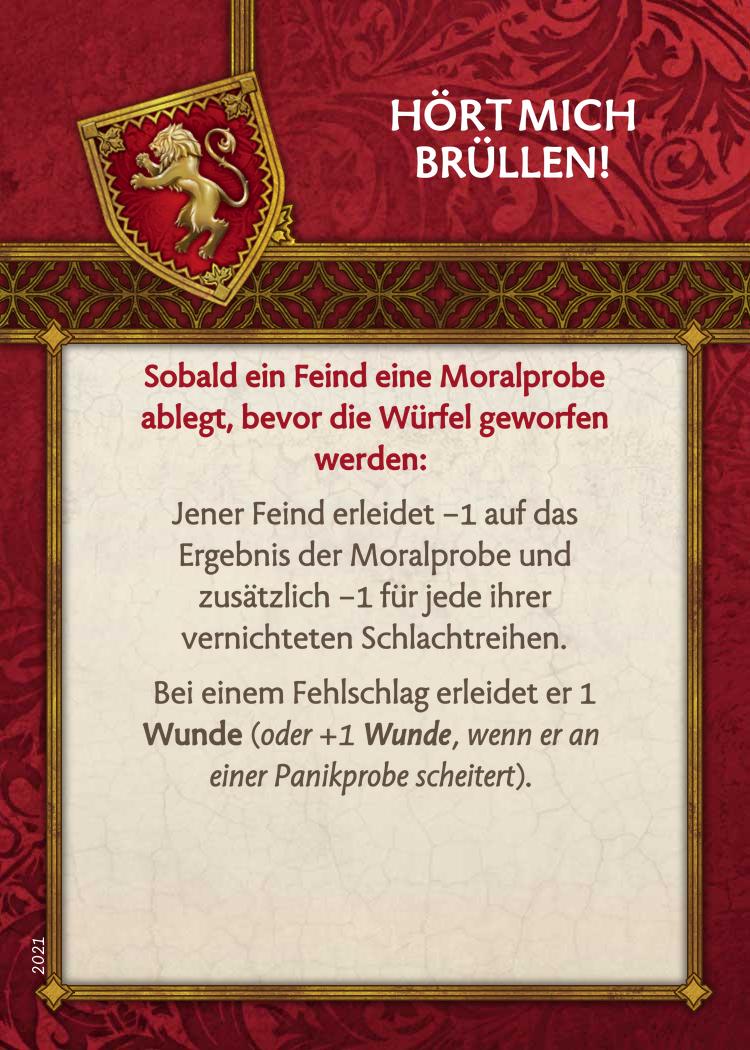 HÖRT MICH
BRÜLLEN!
Sobald ein Feind eine Moralprobe
ablegt, bevor die Würfel geworfen
werden:
Jener Feind erleidet −1 auf das
Ergebnis der Moralprobe und
zusätzlich −1 für jede ihrer
vernichteten Schlachtreihen.
Bei einem Fehlschlag erleidet er 1
Wunde (oder +1 Wunde, wenn er an
einer Panikprobe scheitert).
2021